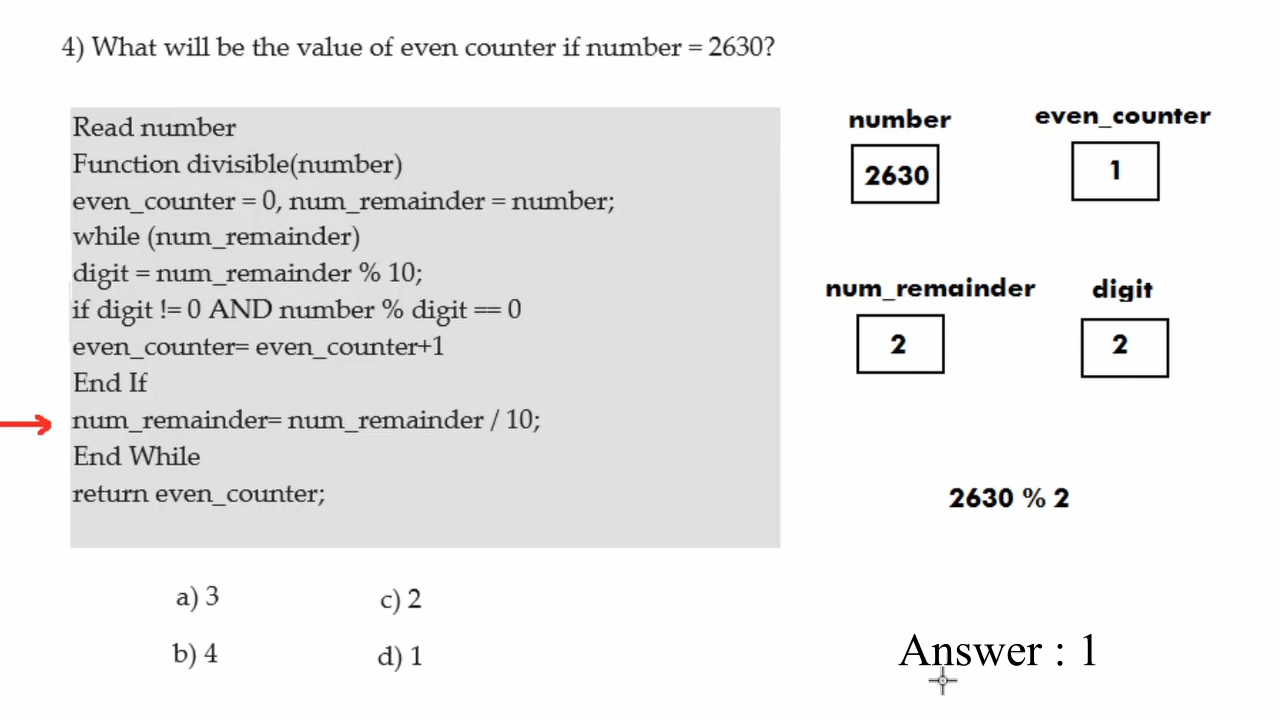 4) What will be the value of even counter if number = 2630?
Read number
Function divisible(number)
even_counter = 0, num_remainder = number;
while (num_remainder)
digit = num_remainder % 10;
if digit != 0 AND number % digit == 0
even_counter= even_counter+1
End If
num_remainder= num_remainder / 10;
End While
return even_counter;
a) 3
c) 2
b) 4
d) 1
number
even_counter
2630
1
num_remainder
digit
2
2
2630 % 2
Answer : 1